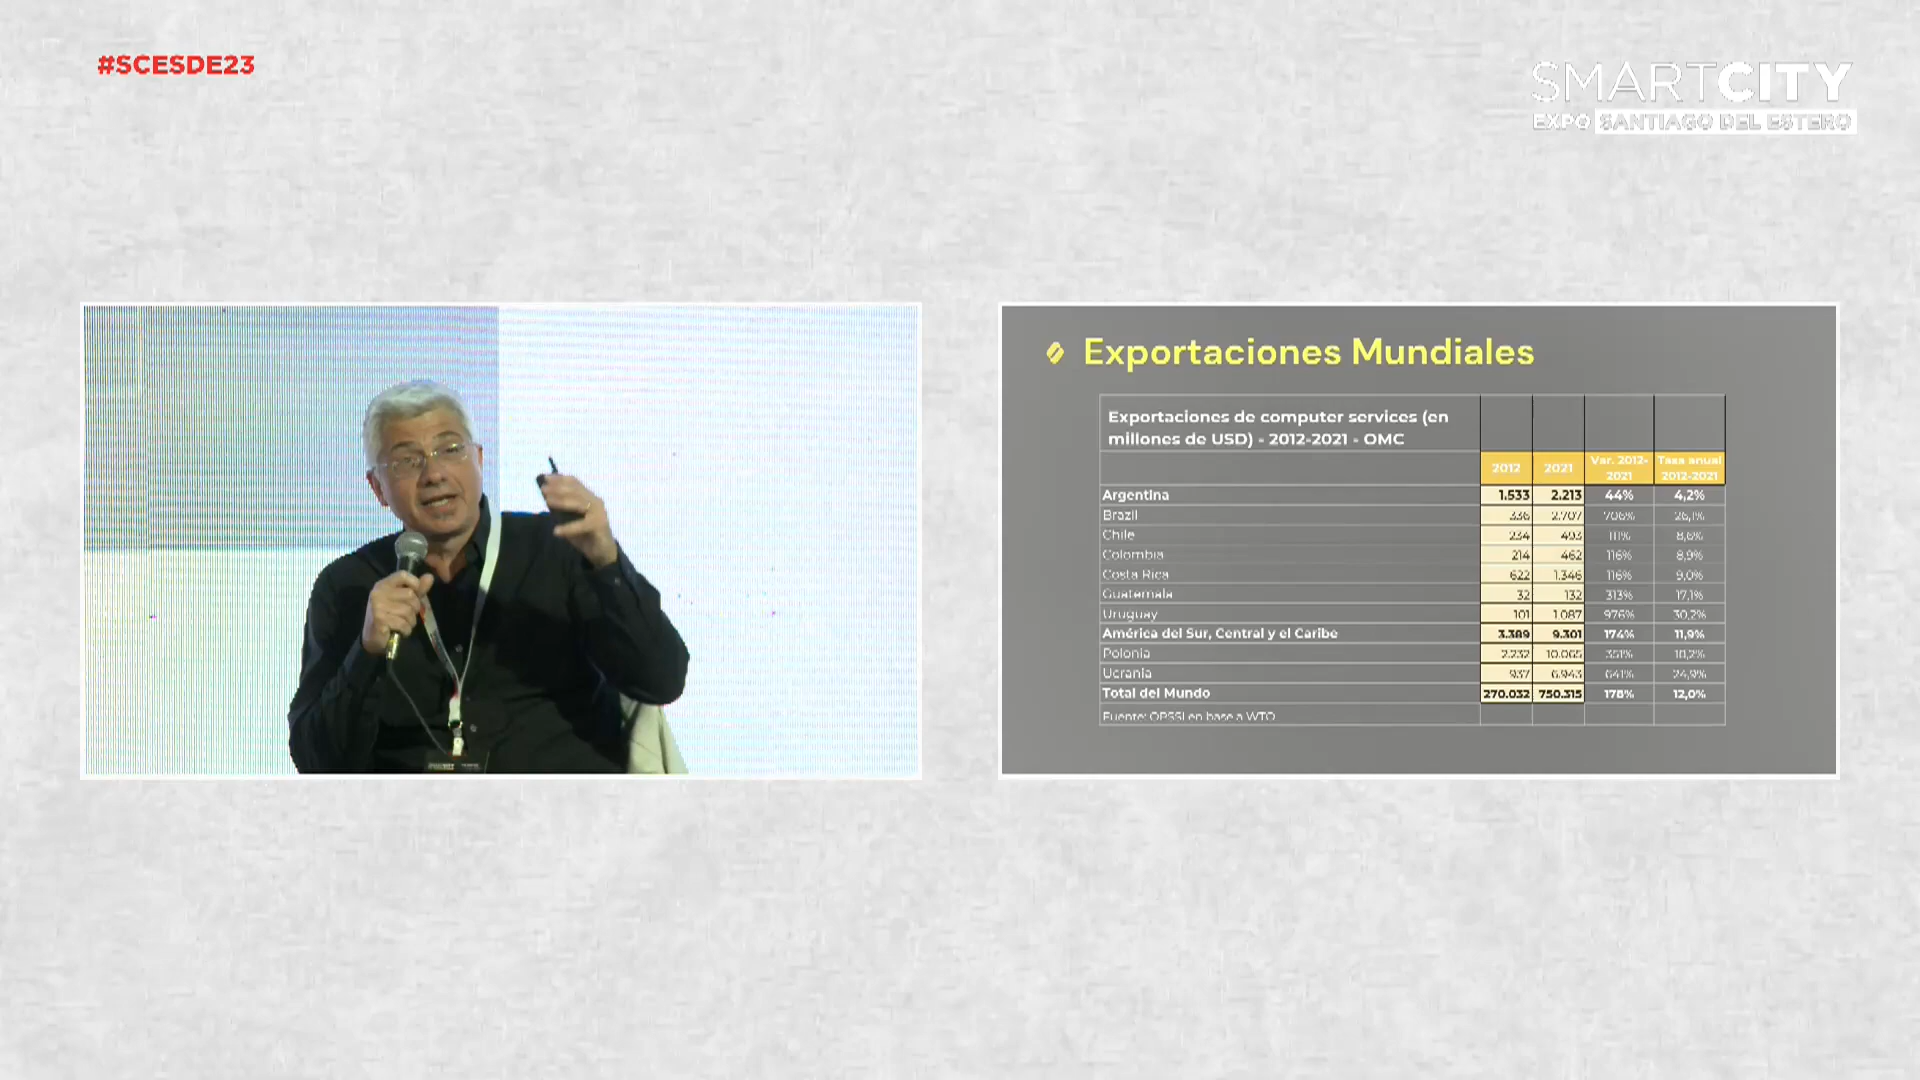 #SCESDE23
SMARTCITY
EXPO SANTIAGO DEL ESTERO
Exportaciones Mundiales
Exportaciones de computer services (en
millones de USD) - 2012-2021 - OMC
2012 2021 Var. 2012-2021 Tasa anual 2012-2021
Argentina 1.533 2.213 44% 4,2%
Brazil 336 2.707 706% 26,1%
Chile 234 493 111% 8,6%
Colombia 214 462 116% 8,9%
Costa Rica 622 1.346 116% 9,0%
Guatemala 32 132 313% 17,1%
Uruguay 101 1.087 976% 30,2%
América del Sur, Central y el Caribe 3.389 9.301 174% 11,9%
Polonia 2.232 10.065 351% 18,2%
Ucrania 937 6.943 641% 24,9%
Total del Mundo 270.032 750.315 178% 12,0%
Fuente: OPSSI en base a WTO